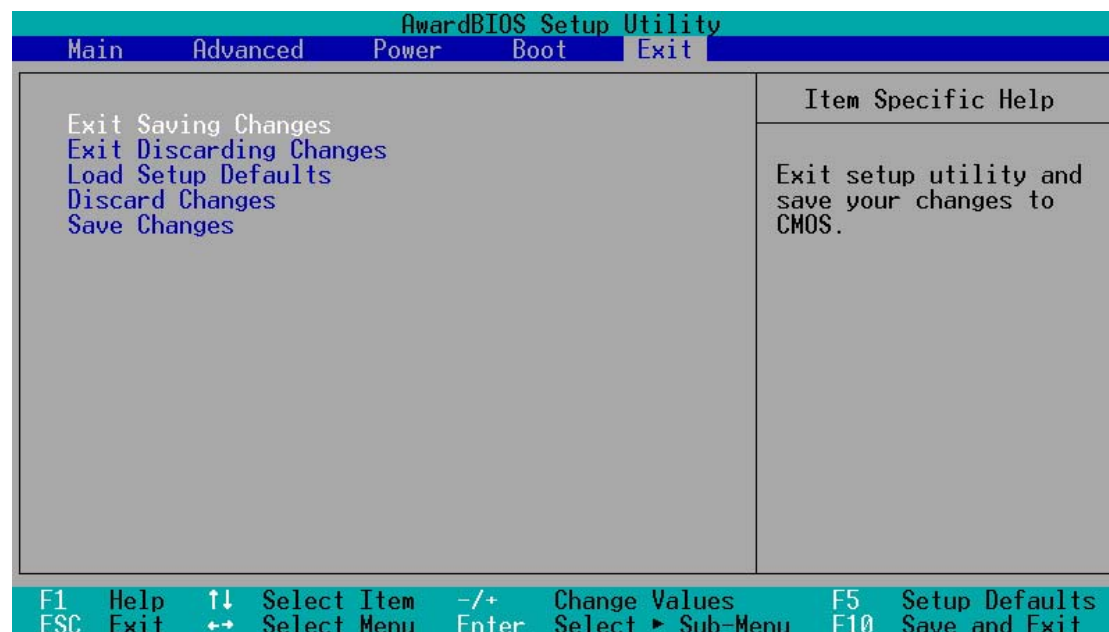 AwardBIOS Setup Utility
Main Advanced Power Boot Exit
Exit Saving Changes
Exit Discarding Changes
Load Setup Defaults
Discard Changes
Save Changes
Item Specific Help
Exit setup utility and
save your changes to
CMOS.
F1 Help ↑↓ Select Item -/+ Change Values F5 Setup Defaults
ESC Exit ←→ Select Menu Enter Select ► Sub-Menu F10 Save and Exit